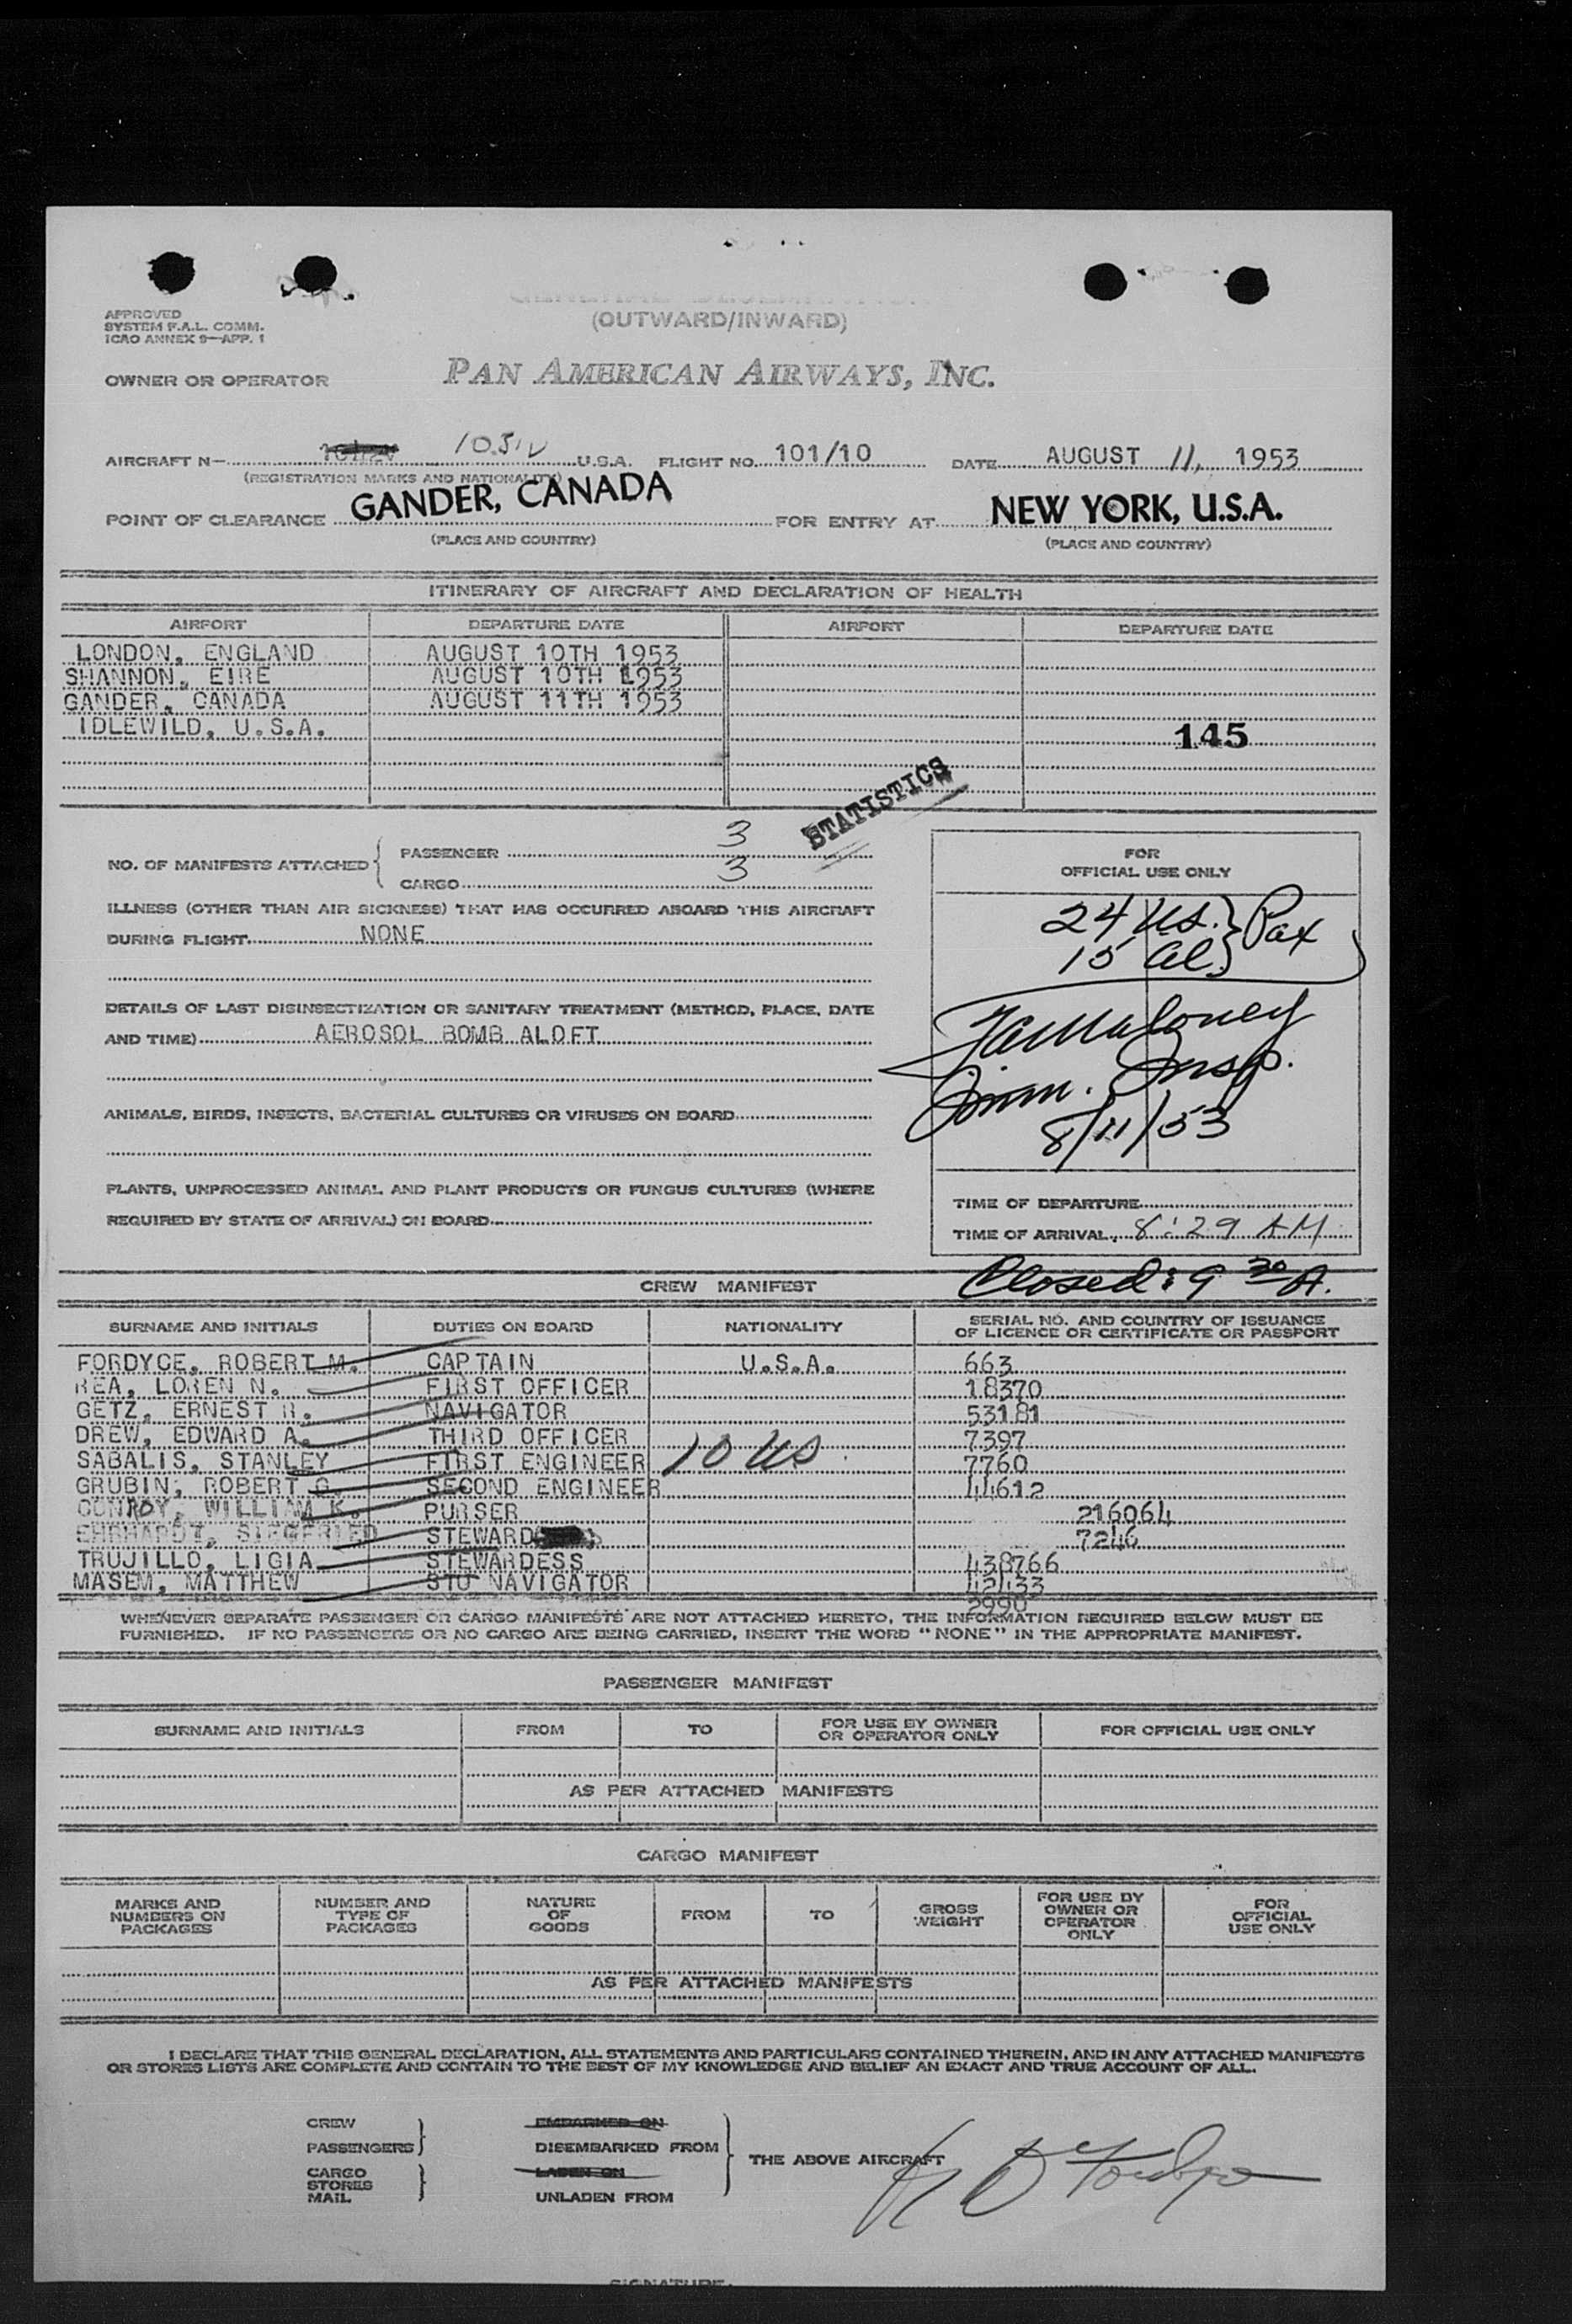 (OUTWARD/INWARD)
APPROVED
SYSTEM F.A.L. COMM.
ICAO ANNEX 9—APP. 1
OWNER OR OPERATOR PAN AMERICAN AIRWAYS, INC.
AIRCRAFT N— U.S.A. FLIGHT NO. 101/10 DATE AUGUST 11, 1953
(REGISTRATION MARKS AND NATIONALITY)
POINT OF CLEARANCE GANDER, CANADA FOR ENTRY AT NEW YORK, U.S.A.
(PLACE AND COUNTRY) (PLACE AND COUNTRY)
ITINERARY OF AIRCRAFT AND DECLARATION OF HEALTH
AIRPORT DEPARTURE DATE AIRPORT DEPARTURE DATE
LONDON, ENGLAND AUGUST 10TH 1953
SHANNON, EIRE AUGUST 10TH 1953
GANDER, CANADA AUGUST 11TH 1953
IDLEWILD, U.S.A. 145
STATISTICS
NO. OF MANIFESTS ATTACHED { PASSENGER 3
CARGO 3
ILLNESS (OTHER THAN AIR SICKNESS) THAT HAS OCCURRED ABOARD THIS AIRCRAFT
DURING FLIGHT NONE
DETAILS OF LAST DISINSECTIZATION OR SANITARY TREATMENT (METHOD, PLACE, DATE
AND TIME) AEROSOL BOMB ALOFT
ANIMALS, BIRDS, INSECTS, BACTERIAL CULTURES OR VIRUSES ON BOARD
PLANTS, UNPROCESSED ANIMAL AND PLANT PRODUCTS OR FUNGUS CULTURES (WHERE
REQUIRED BY STATE OF ARRIVAL) ON BOARD
FOR
OFFICIAL USE ONLY
24 US. } Pax
15 Al. }
Maloney
Imm. Insp.
8/11/53
TIME OF DEPARTURE
TIME OF ARRIVAL 8:29 AM
Closed: 9 30 A.
CREW MANIFEST
SURNAME AND INITIALS DUTIES ON BOARD NATIONALITY SERIAL NO. AND COUNTRY OF ISSUANCE
OF LICENCE OR CERTIFICATE OR PASSPORT
FORDYCE, ROBERT M. CAPTAIN U.S.A. 663
REA, LOREN N. FIRST OFFICER 18370
GETZ, ERNEST R. NAVIGATOR 53181
DREW, EDWARD A. THIRD OFFICER 7397
SABALIS, STANLEY FIRST ENGINEER 10 US 7760
GRUBIN, ROBERT SECOND ENGINEER 44612
CONROY, WILLIAM K. PURSER 216064
EHRHARDT, SIEGFRIED STEWARD 7246
TRUJILLO, LIGIA STEWARDESS 438766
MASEM, MATTHEW STU NAVIGATOR 42433
2990
WHENEVER SEPARATE PASSENGER OR CARGO MANIFESTS ARE NOT ATTACHED HERETO, THE INFORMATION REQUIRED BELOW MUST BE
FURNISHED. IF NO PASSENGERS OR NO CARGO ARE BEING CARRIED, INSERT THE WORD "NONE" IN THE APPROPRIATE MANIFEST.
PASSENGER MANIFEST
SURNAME AND INITIALS FROM TO FOR USE BY OWNER
OR OPERATOR ONLY FOR OFFICIAL USE ONLY
AS PER ATTACHED MANIFESTS
CARGO MANIFEST
MARKS AND
NUMBERS ON
PACKAGES NUMBER AND
TYPE OF
PACKAGES NATURE
OF
GOODS FROM TO GROSS
WEIGHT FOR USE BY
OWNER OR
OPERATOR
ONLY FOR
OFFICIAL
USE ONLY
AS PER ATTACHED MANIFESTS
I DECLARE THAT THIS GENERAL DECLARATION, ALL STATEMENTS AND PARTICULARS CONTAINED THEREIN, AND IN ANY ATTACHED MANIFESTS
OR STORES LISTS ARE COMPLETE AND CONTAIN TO THE BEST OF MY KNOWLEDGE AND BELIEF AN EXACT AND TRUE ACCOUNT OF ALL.
CREW EMBARKED ON
PASSENGERS } DISEMBARKED FROM
THE ABOVE AIRCRAFT
CARGO LADEN ON
STORES }
MAIL UNLADEN FROM
SIGNATURE